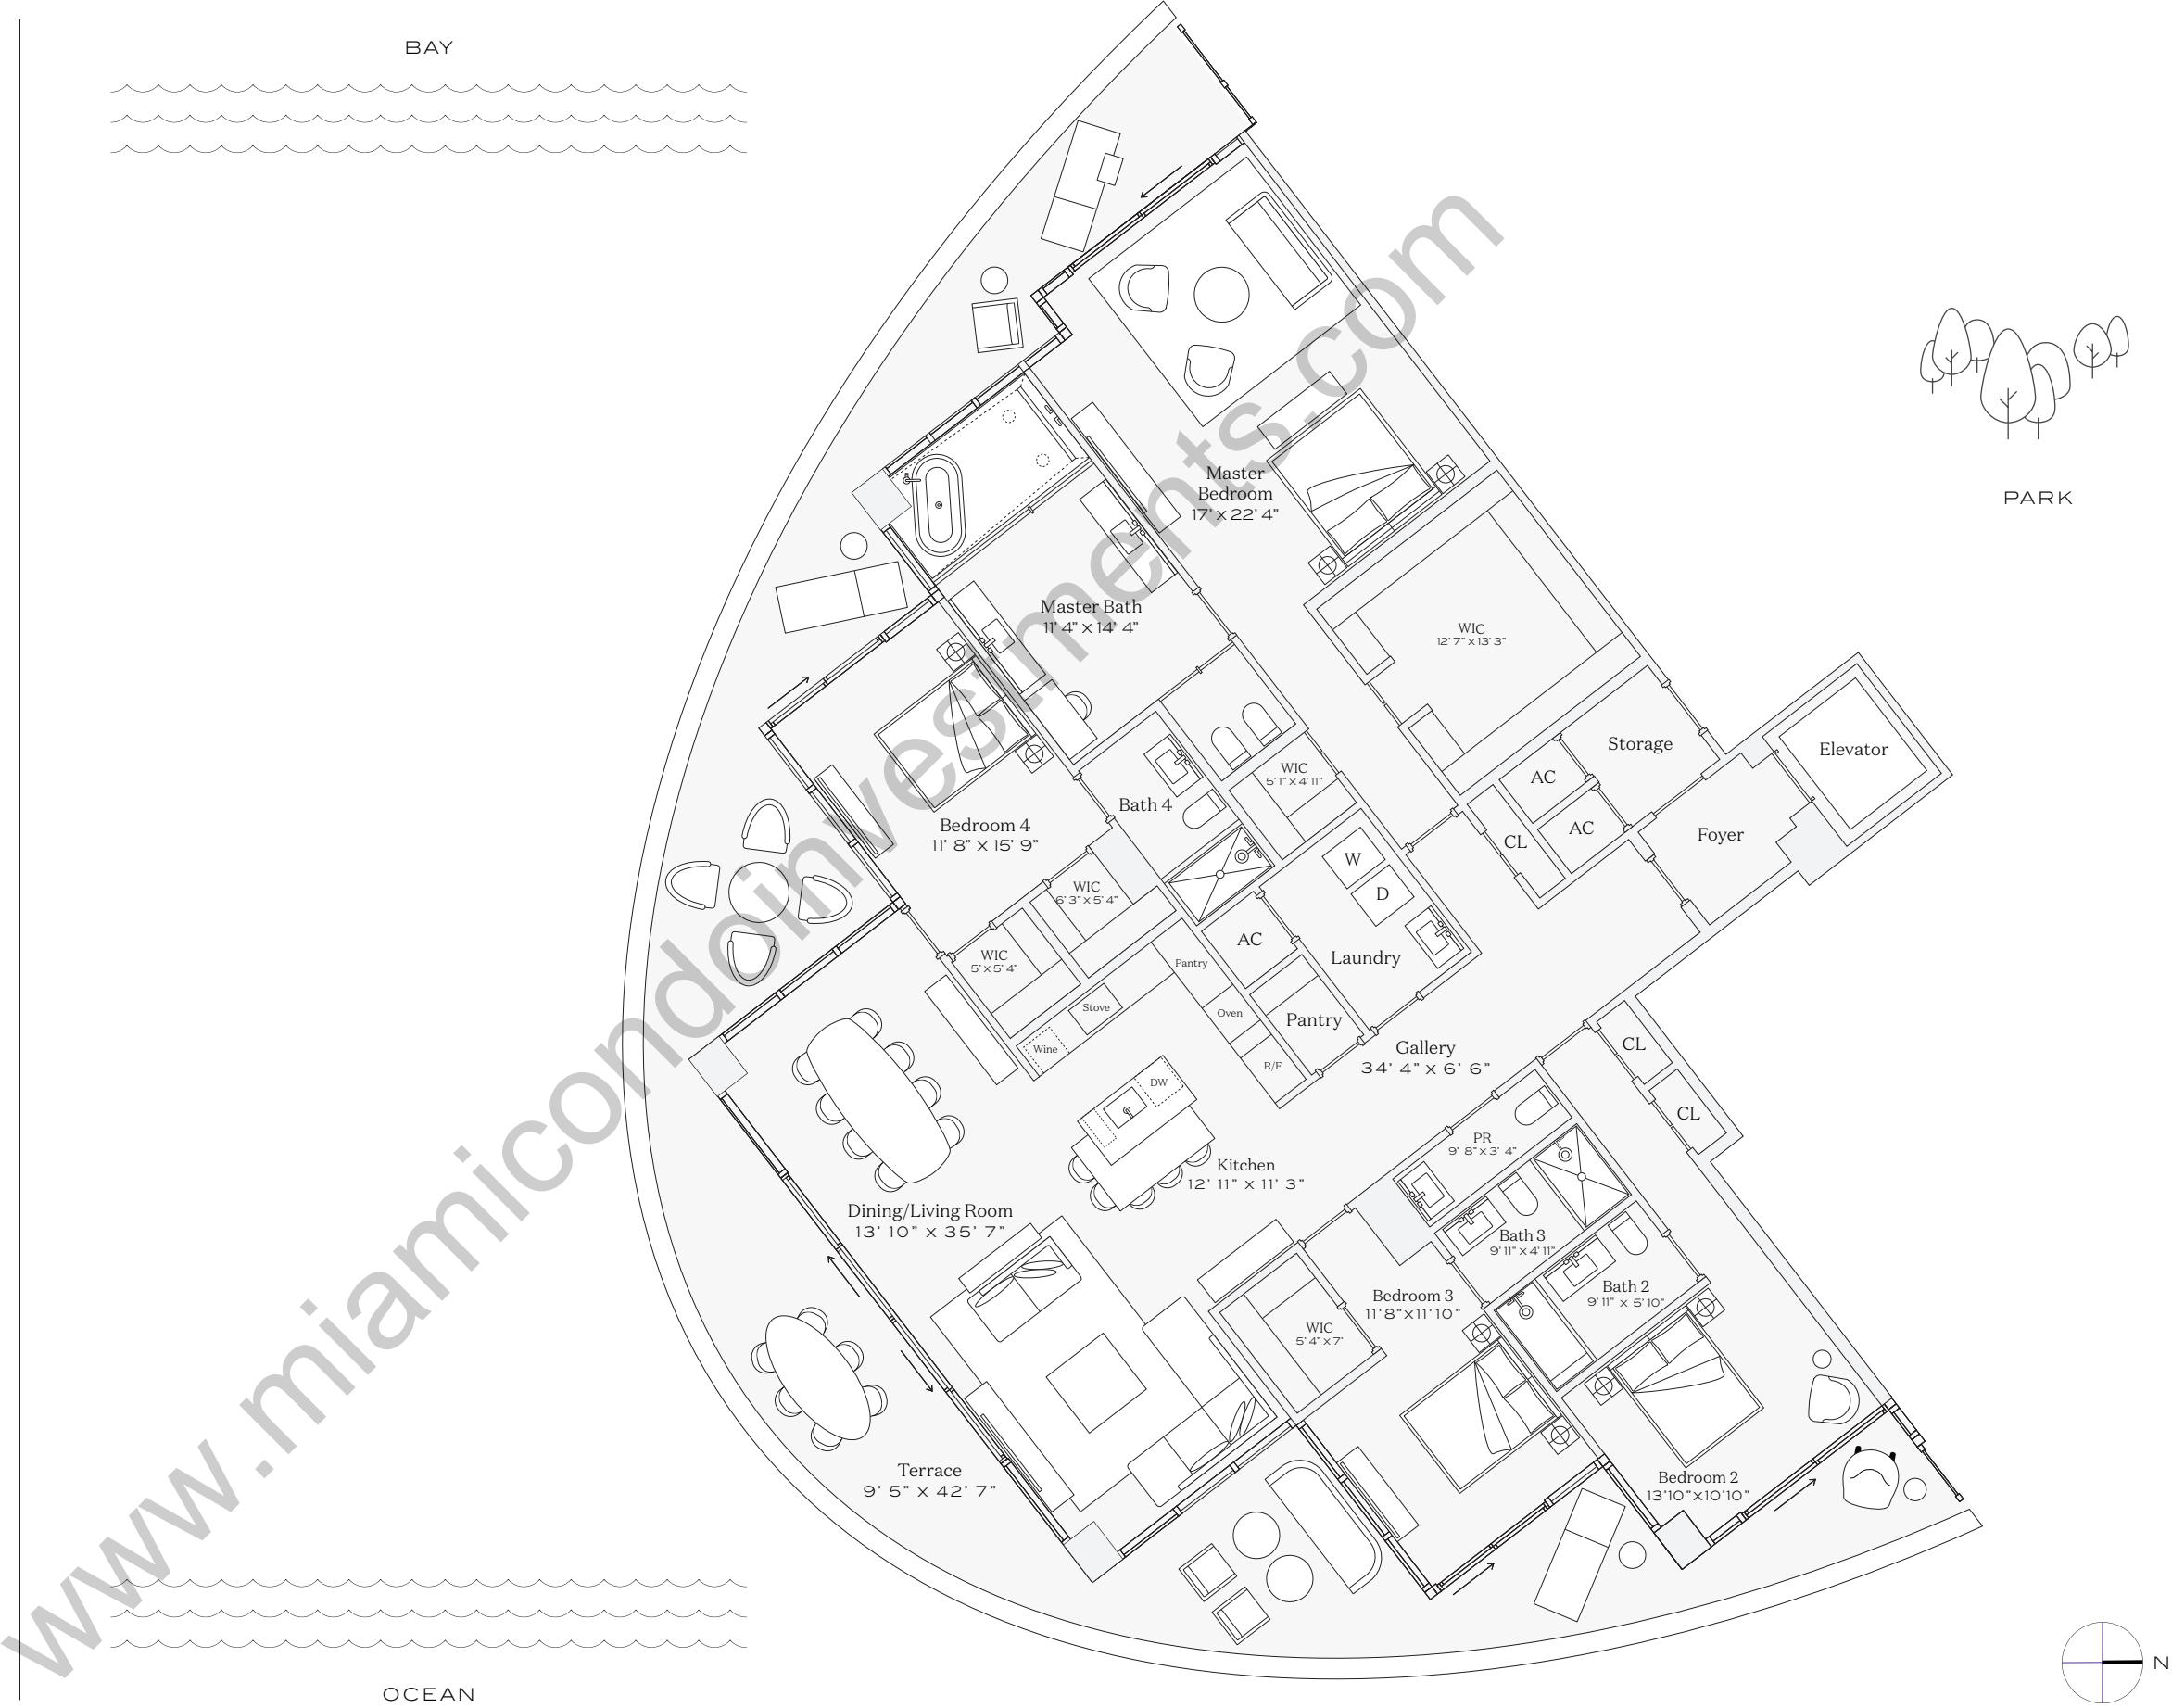 BAY
PARK
Master
Bedroom
17' X 22' 4"
Master Bath
11' 4" X 14' 4"
WIC
12' 7" X 13' 3"
Storage
Elevator
AC
AC
CL
Foyer
WIC
5' 1" X 4' 11"
Bath 4
Bedroom 4
11' 8" X 15' 9"
W
D
WIC
6' 3" X 5' 4"
WIC
5' X 5' 4"
AC
Laundry
Pantry
Stove
Oven
Pantry
Wine
R/F
Gallery
34' 4" X 6' 6"
CL
CL
DW
PR
9' 8" X 3' 4"
Kitchen
12' 11" X 11' 3"
Dining/Living Room
13' 10" X 35' 7"
Bath 3
9' 11" X 4' 11"
Bath 2
9' 11" X 5' 10"
Bedroom 3
11'8"X11'10"
WIC
5' 4" X 7'
Terrace
9' 5" X 42' 7"
Bedroom 2
13'10"X10'10"
OCEAN
N
www.miamicondoinvestments.com